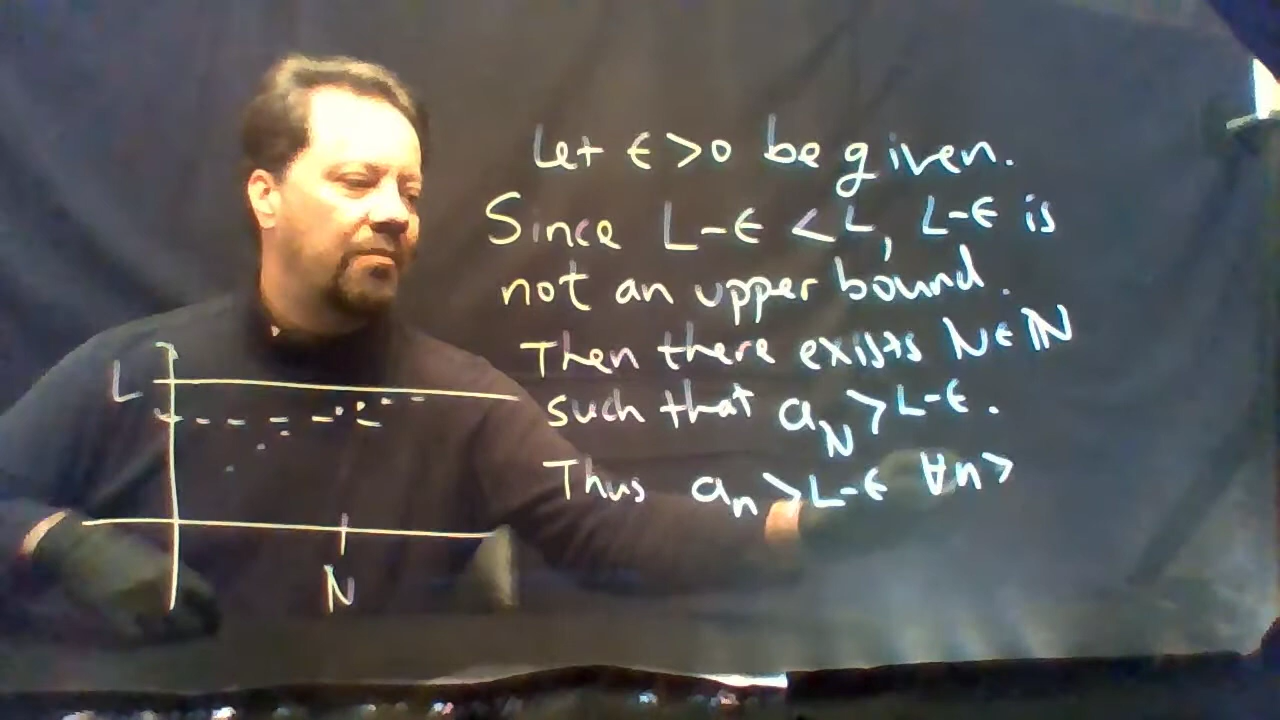 Let ϵ>0 be given.
Since L-ϵ<L, L-ϵ is
not an upper bound.
Then there exists N∈ℕ
such that a_N>L-ϵ.
Thus a_n>L-ϵ ∀n>
L
N